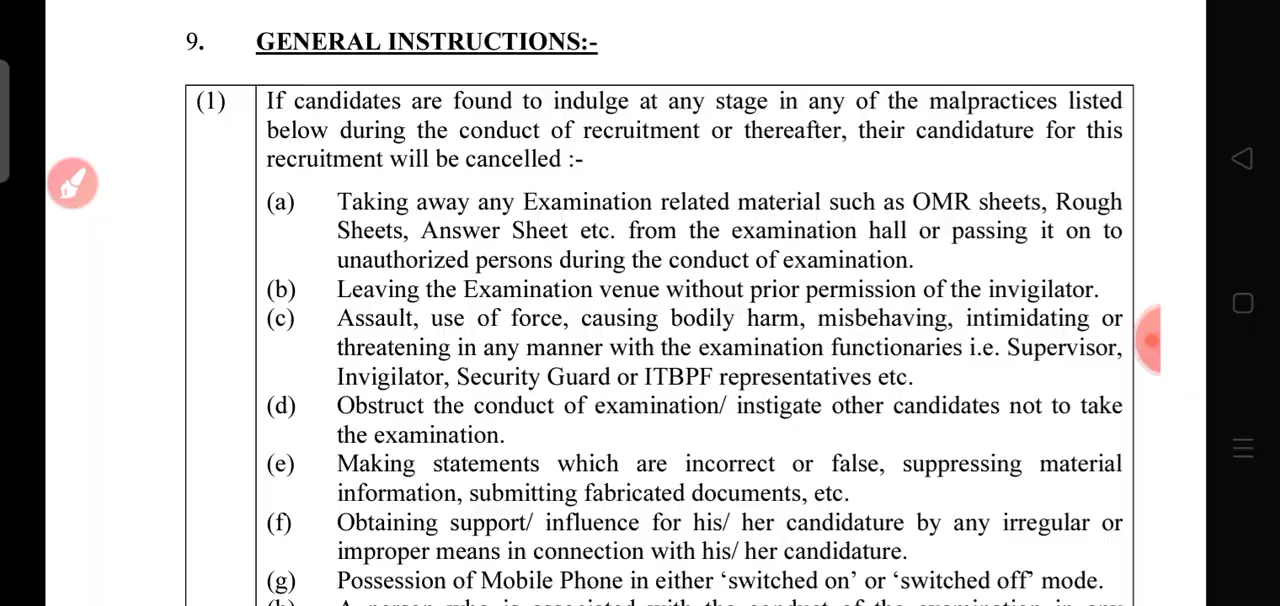 9. GENERAL INSTRUCTIONS:-
(1) If candidates are found to indulge at any stage in any of the malpractices listed
below during the conduct of recruitment or thereafter, their candidature for this
recruitment will be cancelled :-
(a) Taking away any Examination related material such as OMR sheets, Rough
Sheets, Answer Sheet etc. from the examination hall or passing it on to
unauthorized persons during the conduct of examination.
(b) Leaving the Examination venue without prior permission of the invigilator.
(c) Assault, use of force, causing bodily harm, misbehaving, intimidating or
threatening in any manner with the examination functionaries i.e. Supervisor,
Invigilator, Security Guard or ITBPF representatives etc.
(d) Obstruct the conduct of examination/ instigate other candidates not to take
the examination.
(e) Making statements which are incorrect or false, suppressing material
information, submitting fabricated documents, etc.
(f) Obtaining support/ influence for his/ her candidature by any irregular or
improper means in connection with his/ her candidature.
(g) Possession of Mobile Phone in either ‘switched on’ or ‘switched off’ mode.